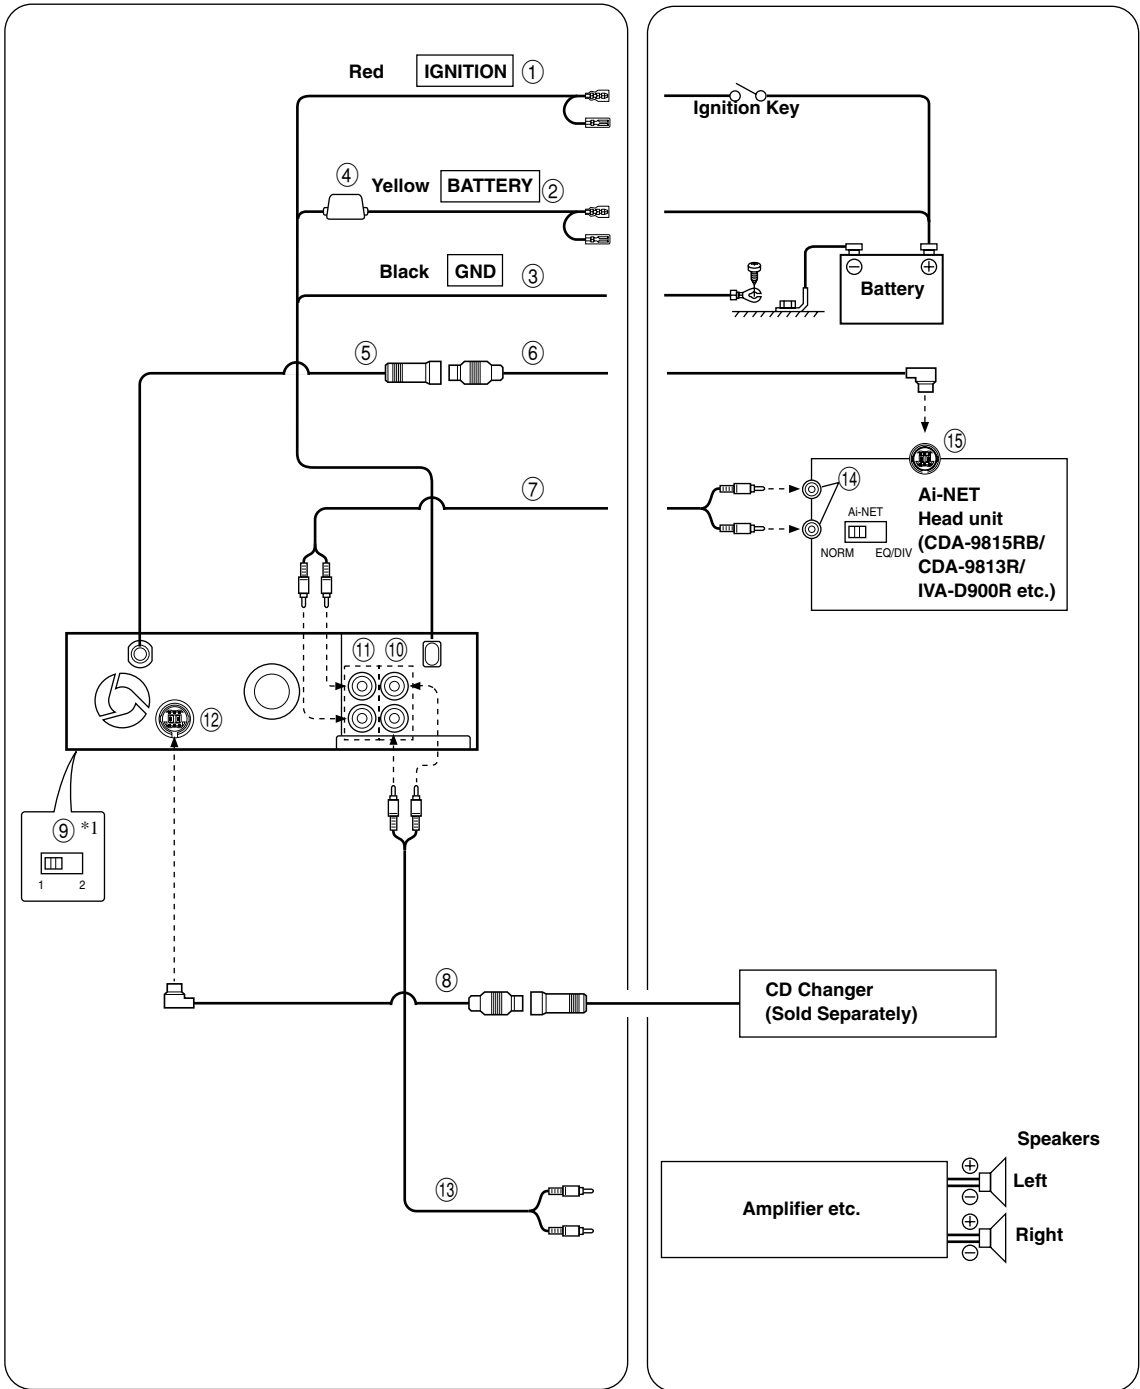 Red IGNITION ①
Ignition Key
④ Yellow BATTERY ②
Black GND ③
⊖ ⊕
Battery
⑤ ⑥
⑮
⑦
⑭
Ai-NET
NORM EQ/DIV
Ai-NET
Head unit
(CDA-9815RB/
CDA-9813R/
IVA-D900R etc.)
⑪ ⑩
⑫
⑨ *1
1 2
⑧
CD Changer
(Sold Separately)
Speakers
⑬
Amplifier etc.
⊕
Left
⊖
⊕
Right
⊖